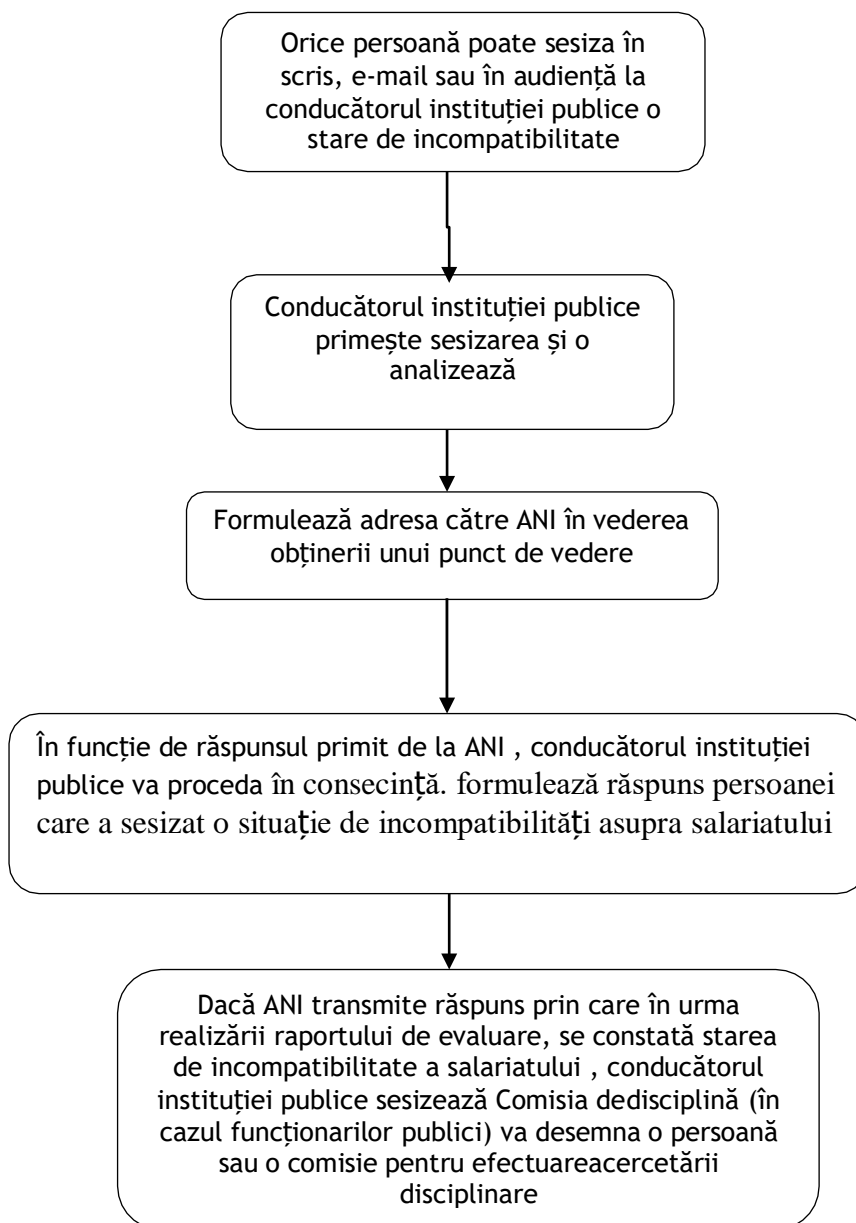 Orice persoană poate sesiza în
scris, e-mail sau în audiență la
conducătorul instituției publice o
stare de incompatibilitate
Conducătorul instituției publice
primește sesizarea și o
analizează
Formulează adresa către ANI în vederea
obținerii unui punct de vedere
În funcție de răspunsul primit de la ANI , conducătorul instituției
publice va proceda în consecință. formulează răspuns persoanei
care a sesizat o situație de incompatibilități asupra salariatului
Dacă ANI transmite răspuns prin care în urma
realizării raportului de evaluare, se constată starea
de incompatibilitate a salariatului , conducătorul
instituției publice sesizează Comisia dedisciplină (în
cazul funcționarilor publici) va desemna o persoană
sau o comisie pentru efectuareacercetării
disciplinare